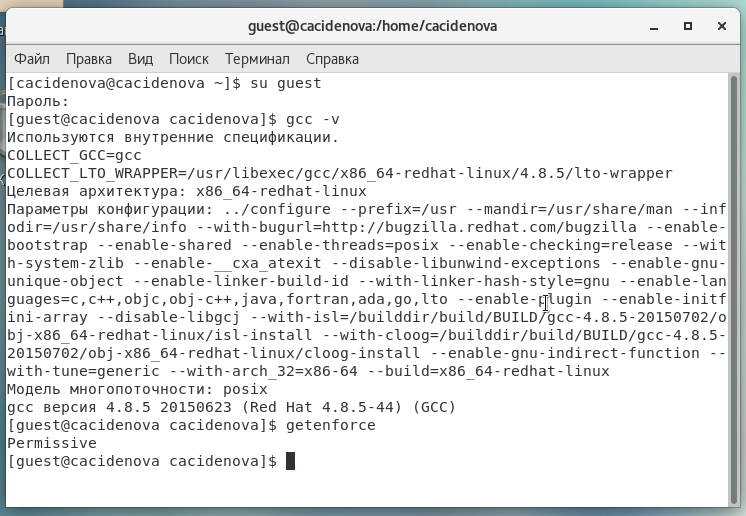 guest@cacidenova:/home/cacidenova
Файл Правка Вид Поиск Терминал Справка
[cacidenova@cacidenova ~]$ su guest
Пароль:
[guest@cacidenova cacidenova]$ gcc -v
Используются внутренние спецификации.
COLLECT_GCC=gcc
COLLECT_LTO_WRAPPER=/usr/libexec/gcc/x86_64-redhat-linux/4.8.5/lto-wrapper
Целевая архитектура: x86_64-redhat-linux
Параметры конфигурации: ../configure --prefix=/usr --mandir=/usr/share/man --inf
odir=/usr/share/info --with-bugurl=http://bugzilla.redhat.com/bugzilla --enable-
bootstrap --enable-shared --enable-threads=posix --enable-checking=release --wit
h-system-zlib --enable-__cxa_atexit --disable-libunwind-exceptions --enable-gnu-
unique-object --enable-linker-build-id --with-linker-hash-style=gnu --enable-lan
guages=c,c++,objc,obj-c++,java,fortran,ada,go,lto --enable-plugin --enable-initf
ini-array --disable-libgcj --with-isl=/builddir/build/BUILD/gcc-4.8.5-20150702/o
bj-x86_64-redhat-linux/isl-install --with-cloog=/builddir/build/BUILD/gcc-4.8.5-
20150702/obj-x86_64-redhat-linux/cloog-install --enable-gnu-indirect-function --
with-tune=generic --with-arch_32=x86-64 --build=x86_64-redhat-linux
Модель многопоточности: posix
gcc версия 4.8.5 20150623 (Red Hat 4.8.5-44) (GCC)
[guest@cacidenova cacidenova]$ getenforce
Permissive
[guest@cacidenova cacidenova]$